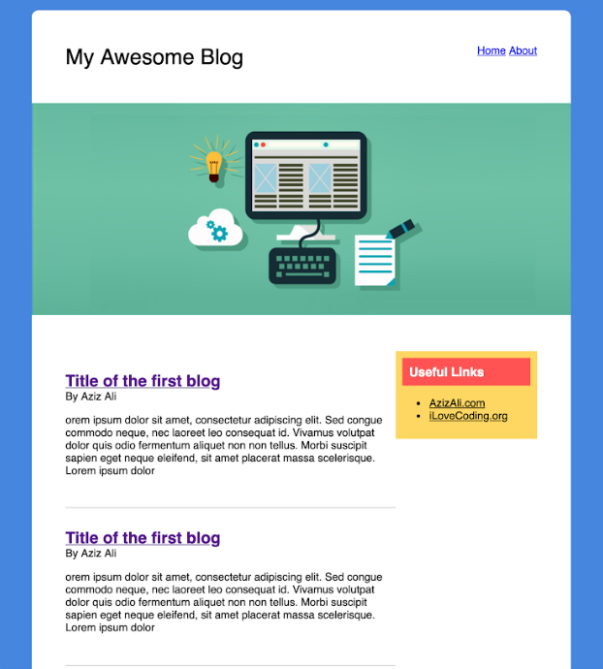 My Awesome Blog
Home About
Title of the first blog
By Aziz Ali
orem ipsum dolor sit amet, consectetur adipiscing elit. Sed congue
commodo neque, nec laoreet leo consequat id. Vivamus volutpat
dolor quis odio fermentum aliquet non non tellus. Morbi suscipit
sapien eget neque eleifend, sit amet placerat massa scelerisque.
Lorem ipsum dolor
Useful Links
AzizAli.com
iLoveCoding.org
Title of the first blog
By Aziz Ali
orem ipsum dolor sit amet, consectetur adipiscing elit. Sed congue
commodo neque, nec laoreet leo consequat id. Vivamus volutpat
dolor quis odio fermentum aliquet non non tellus. Morbi suscipit
sapien eget neque eleifend, sit amet placerat massa scelerisque.
Lorem ipsum dolor